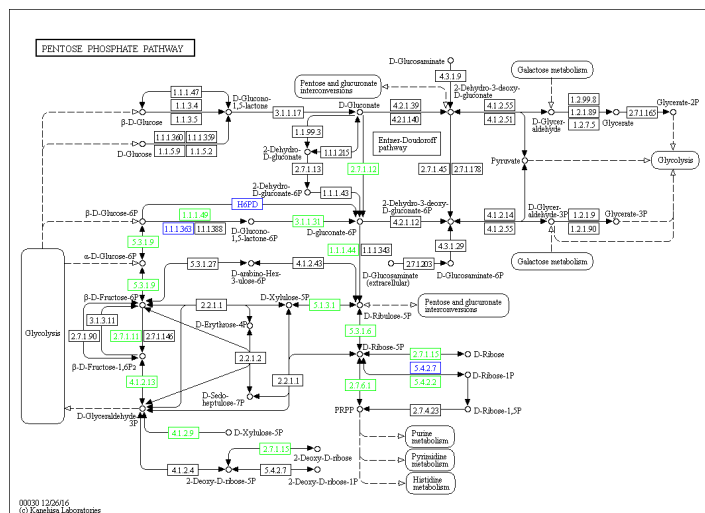 PENTOSE PHOSPHATE PATHWAY
D-Glucosaminate
4.3.1.9
Pentose and glucuronate
interconversions
2-Dehydro-3-deoxy-
D-gluconate
Galactose metabolism
1.1.1.47
1.1.3.4
1.1.3.5
β-D-Glucose
D-Glucono-
1,5-lactone
3.1.1.17
D-Gluconate
4.2.1.39
4.2.1.140
4.1.2.55
4.1.2.51
D-Glycer-
aldehyde
1.2.99.8
1.2.1.89
1.2.7.5
Glycerate
2.7.1.165
Glycerate-2P
1.1.1.360
1.1.1.359
1.1.5.9
1.1.5.2
D-Glucose
1.1.99.3
2-Dehydro-
D-gluconate
1.1.1.215
Entner-Doudoroff
pathway
Pyruvate
Glycolysis
2.7.1.13
2.7.1.12
2.7.1.45
2.7.1.178
2-Dehydro-
D-gluconate-6P
1.1.1.43
H6PD
β-D-Glucose-6P
1.1.1.49
1.1.1.363
1.1.1.388
D-Glucono-
1,5-lactone-6P
3.1.1.31
D-gluconate-6P
2-Dehydro-3-deoxy-
D-gluconate-6P
4.2.1.12
4.1.2.14
4.1.2.55
D-Glycer-
aldehyde-3P
1.2.1.9
1.2.1.90
Glycerate-3P
5.3.1.9
α-D-Glucose-6P
1.1.1.44
1.1.1.343
4.3.1.29
D-Glucosaminate
(extracellular)
2.7.1.203
D-Glucosaminate-6P
Galactose metabolism
5.3.1.9
5.3.1.27
D-arabino-Hex-
3-ulose-6P
4.1.2.43
β-D-Fructose-6P
2.2.1.1
D-Xylulose-5P
5.1.3.1
D-Ribulose-5P
Pentose and glucuronate
interconversions
Glycolysis
3.1.3.11
2.7.1.90
2.7.1.11
2.7.1.146
D-Erythrose-4P
5.3.1.6
2.2.1.2
D-Ribose-5P
2.7.1.15
D-Ribose
β-D-Fructose-1,6P2
5.4.2.7
5.4.2.2
D-Ribose-1P
4.1.2.13
2.2.1.1
2.7.6.1
D-Sedo-
heptulose-7P
D-Glyceraldehyde-
3P
PRPP
2.7.4.23
D-Ribose-1,5P
4.1.2.9
D-Xylulose-5P
Purine
metabolism
2.7.1.15
2-Deoxy-D-ribose
Pyrimidine
metabolism
4.1.2.4
2-Deoxy-D-ribose-5P
5.4.2.7
2-Deoxy-D-ribose-1P
Histidine
metabolism
00030 12/26/16
(c) Kanehisa Laboratories